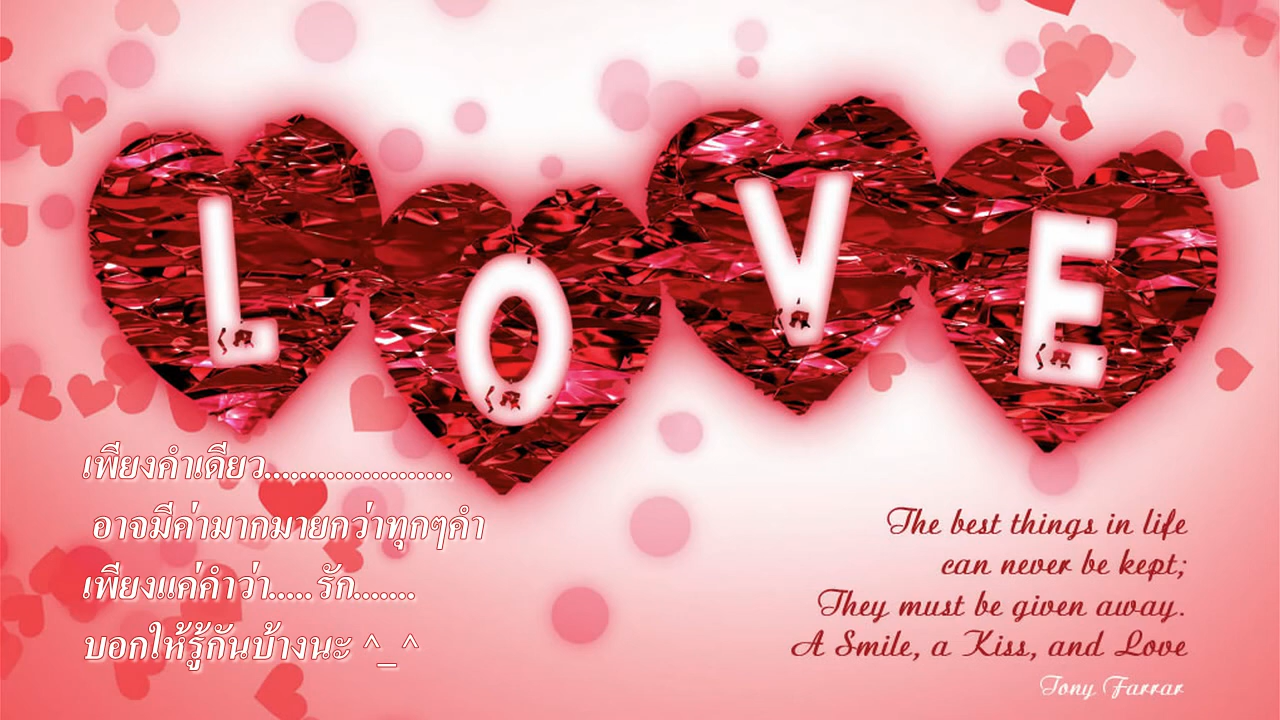 LOVE
เพียงคำเดียว.....................
อาจมีค่ามากมายกว่าทุกๆคำ
เพียงแค่คำว่า.....รัก.......
บอกให้รู้กันบ้างนะ ^_^
The best things in life
can never be kept;
They must be given away.
A Smile, a Kiss, and Love
Tony Farrar